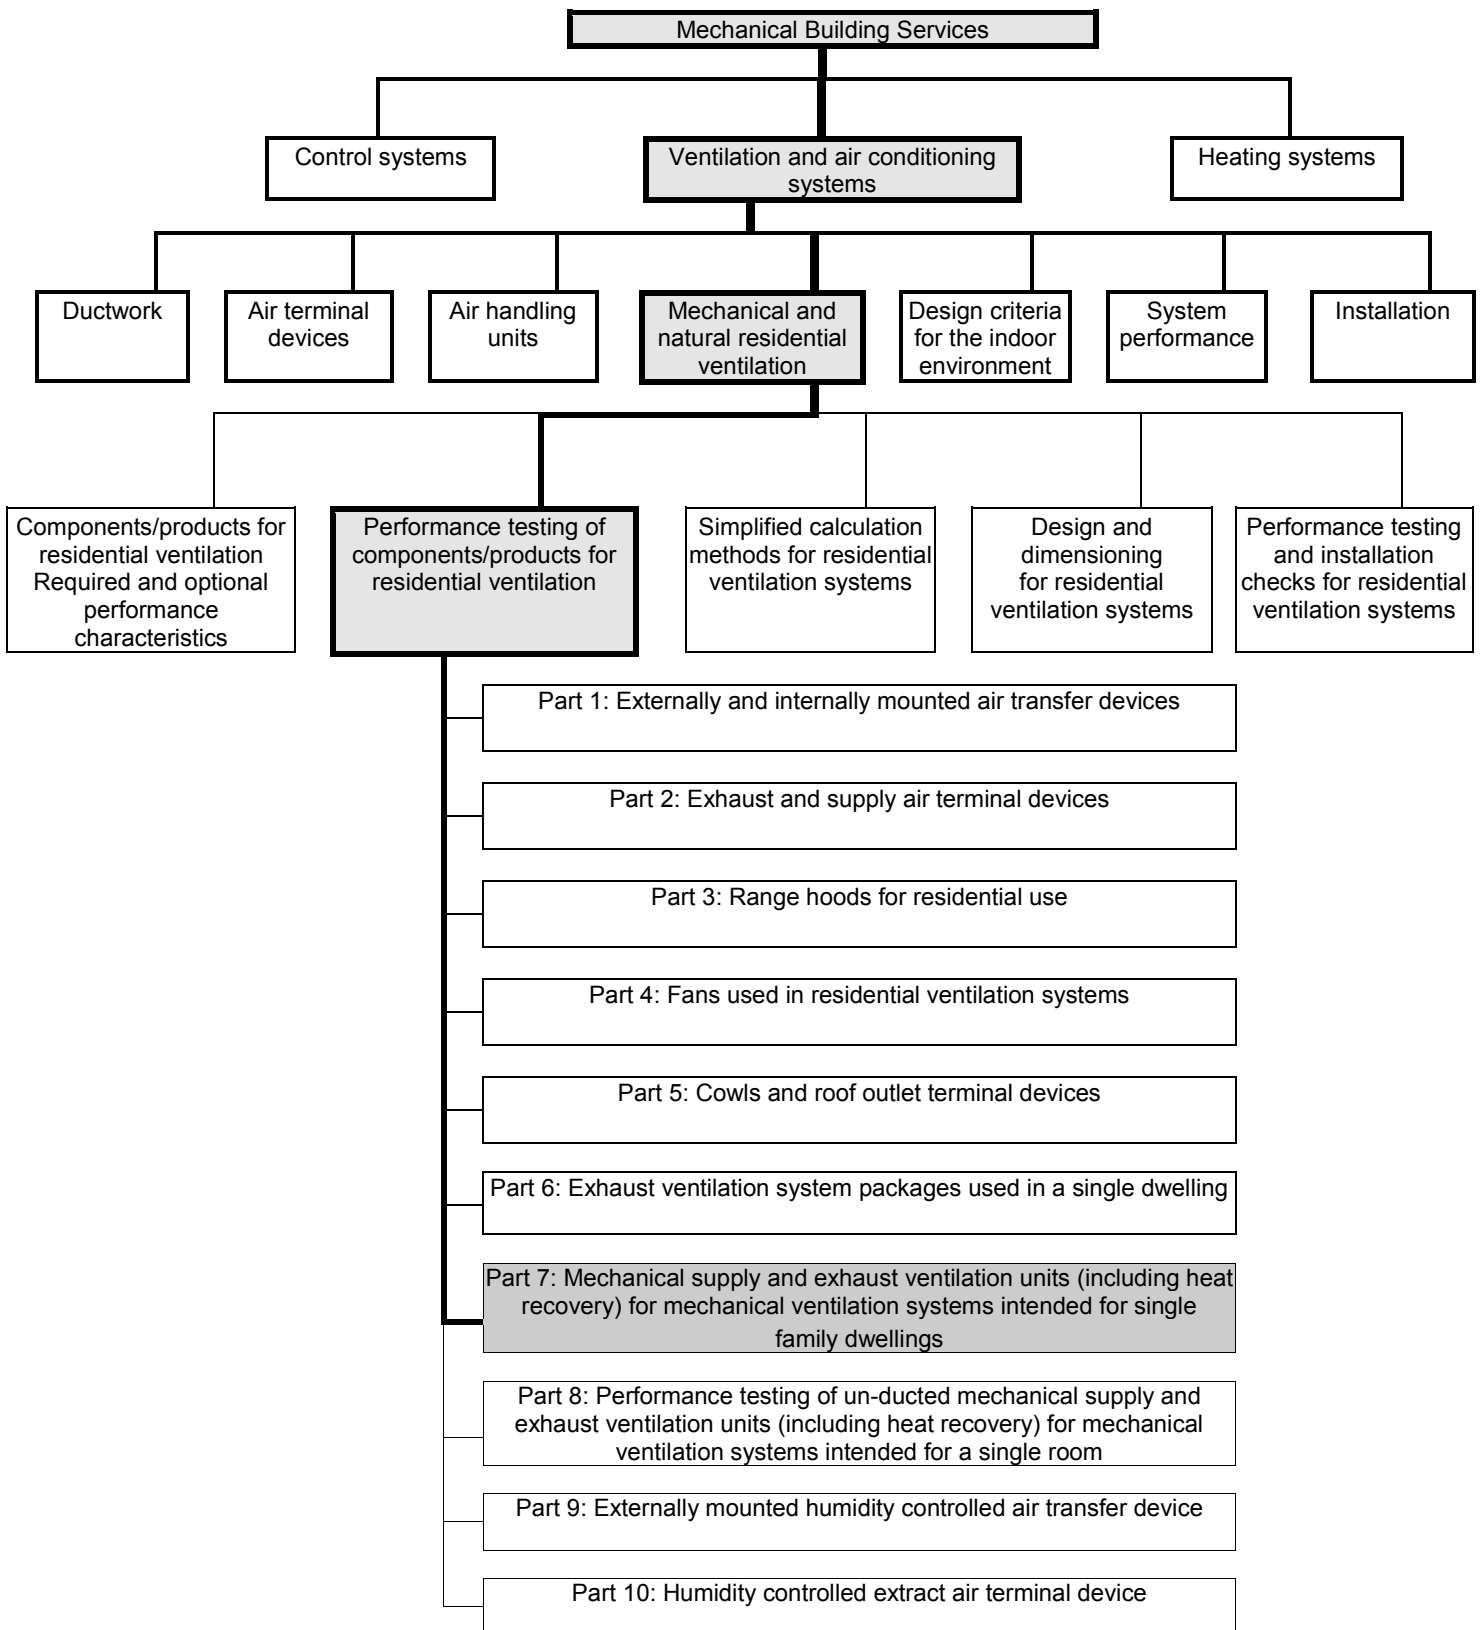 Mechanical Building Services
Control systems
Ventilation and air conditioning
systems
Heating systems
Ductwork
Air terminal
devices
Air handling
units
Mechanical and
natural residential
ventilation
Design criteria
for the indoor
environment
System
performance
Installation
Components/products for
residential ventilation
Required and optional
performance
characteristics
Performance testing of
components/products for
residential ventilation
Simplified calculation
methods for residential
ventilation systems
Design and
dimensioning
for residential
ventilation systems
Performance testing
and installation
checks for residential
ventilation systems
Part 1: Externally and internally mounted air transfer devices
Part 2: Exhaust and supply air terminal devices
Part 3: Range hoods for residential use
Part 4: Fans used in residential ventilation systems
Part 5: Cowls and roof outlet terminal devices
Part 6: Exhaust ventilation system packages used in a single dwelling
Part 7: Mechanical supply and exhaust ventilation units (including heat
recovery) for mechanical ventilation systems intended for single
family dwellings
Part 8: Performance testing of un-ducted mechanical supply and
exhaust ventilation units (including heat recovery) for mechanical
ventilation systems intended for a single room
Part 9: Externally mounted humidity controlled air transfer device
Part 10: Humidity controlled extract air terminal device